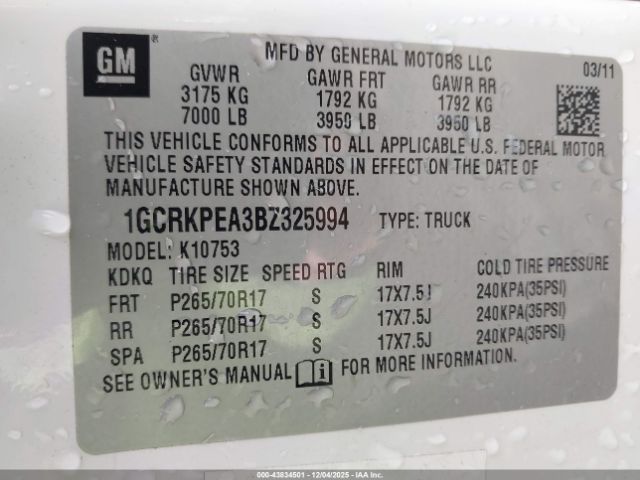 GM
MFD BY GENERAL MOTORS LLC
03/11
GVWR GAWR FRT GAWR RR
3175 KG 1792 KG 1792 KG
7000 LB 3950 LB 3950 LB
THIS VEHICLE CONFORMS TO ALL APPLICABLE U.S. FEDERAL MOTOR
VEHICLE SAFETY STANDARDS IN EFFECT ON THE DATE OF
MANUFACTURE SHOWN ABOVE.
1GCRKPEA3BZ325994 TYPE: TRUCK
MODEL: K10753
KDKQ TIRE SIZE SPEED RTG RIM COLD TIRE PRESSURE
FRT P265/70R17 S 17X7.5J 240KPA(35PSI)
RR P265/70R17 S 17X7.5J 240KPA(35PSI)
SPA P265/70R17 S 17X7.5J 240KPA(35PSI)
SEE OWNER'S MANUAL i FOR MORE INFORMATION.
000-43834501 - 12/04/2025 - IAAI.COM